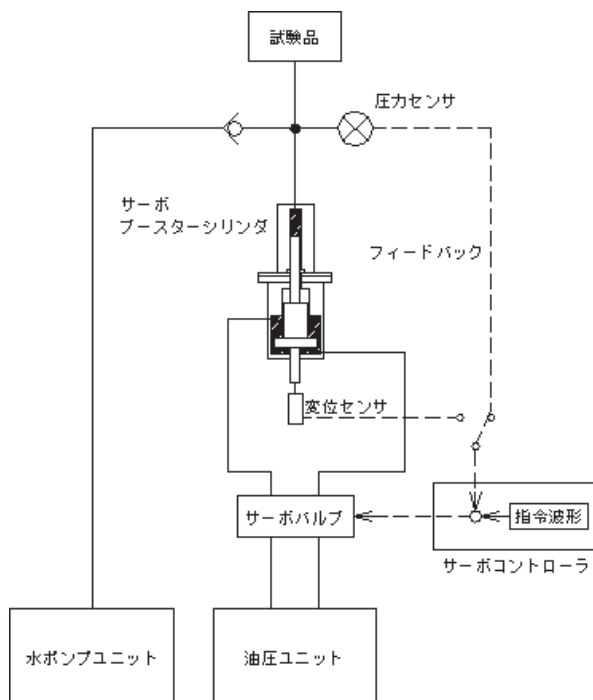 試験品
圧力センサ
サーボ
ブースターシリンダ
フィードバック
変位センサ
サーボバルブ
指令波形
サーボコントローラ
水ポンプユニット
油圧ユニット